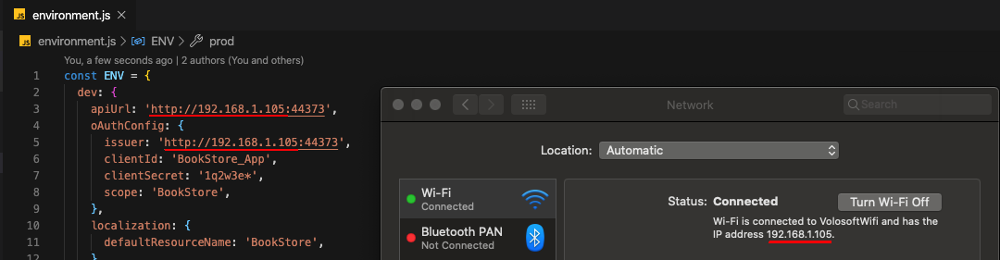 JS environment.js ×
JS environment.js > ENV > prod
You, a few seconds ago | 2 authors (You and others)
1 const ENV = {
2 dev: {
3 apiUrl: 'http://192.168.1.105:44373',
4 oAuthConfig: {
5 issuer: 'http://192.168.1.105:44373',
6 clientId: 'BookStore_App',
7 clientSecret: '1q2w3e*',
8 scope: 'BookStore',
9 },
10 localization: {
11 defaultResourceName: 'BookStore',
12 }
Network
Search
Location: Automatic
Wi-Fi
Connected
Bluetooth PAN
Not Connected
Status: Connected
Turn Wi-Fi Off
Wi-Fi is connected to VolosoftWifi and has the
IP address 192.168.1.105.